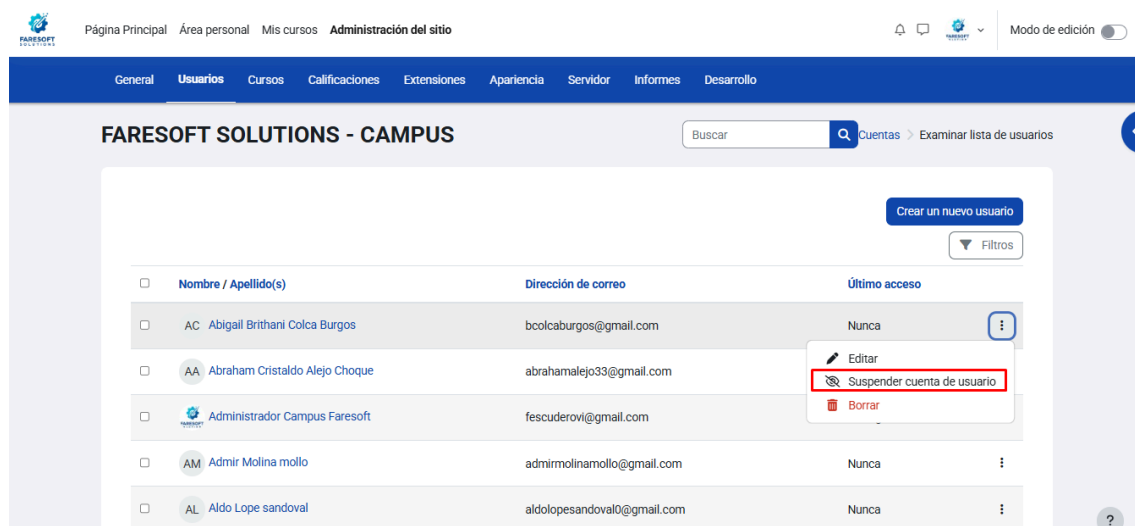 FARESOFT
SOLUTIONS
Página Principal Área personal Mis cursos Administración del sitio
Modo de edición
General Usuarios Cursos Calificaciones Extensiones Apariencia Servidor Informes Desarrollo
FARESOFT SOLUTIONS - CAMPUS
Buscar
Cuentas > Examinar lista de usuarios
Crear un nuevo usuario
Filtros
Nombre / Apellido(s) Dirección de correo Último acceso
AC Abigail Brithani Colca Burgos bcolcaburgos@gmail.com Nunca
Editar
AA Abraham Cristaldo Alejo Choque abrahamalejo33@gmail.com
Suspender cuenta de usuario
Borrar
Administrador Campus Faresoft fescuderovi@gmail.com
AM Admir Molina mollo admirmolinamollo@gmail.com Nunca
AL Aldo Lope sandoval aldolopesandoval0@gmail.com Nunca
?